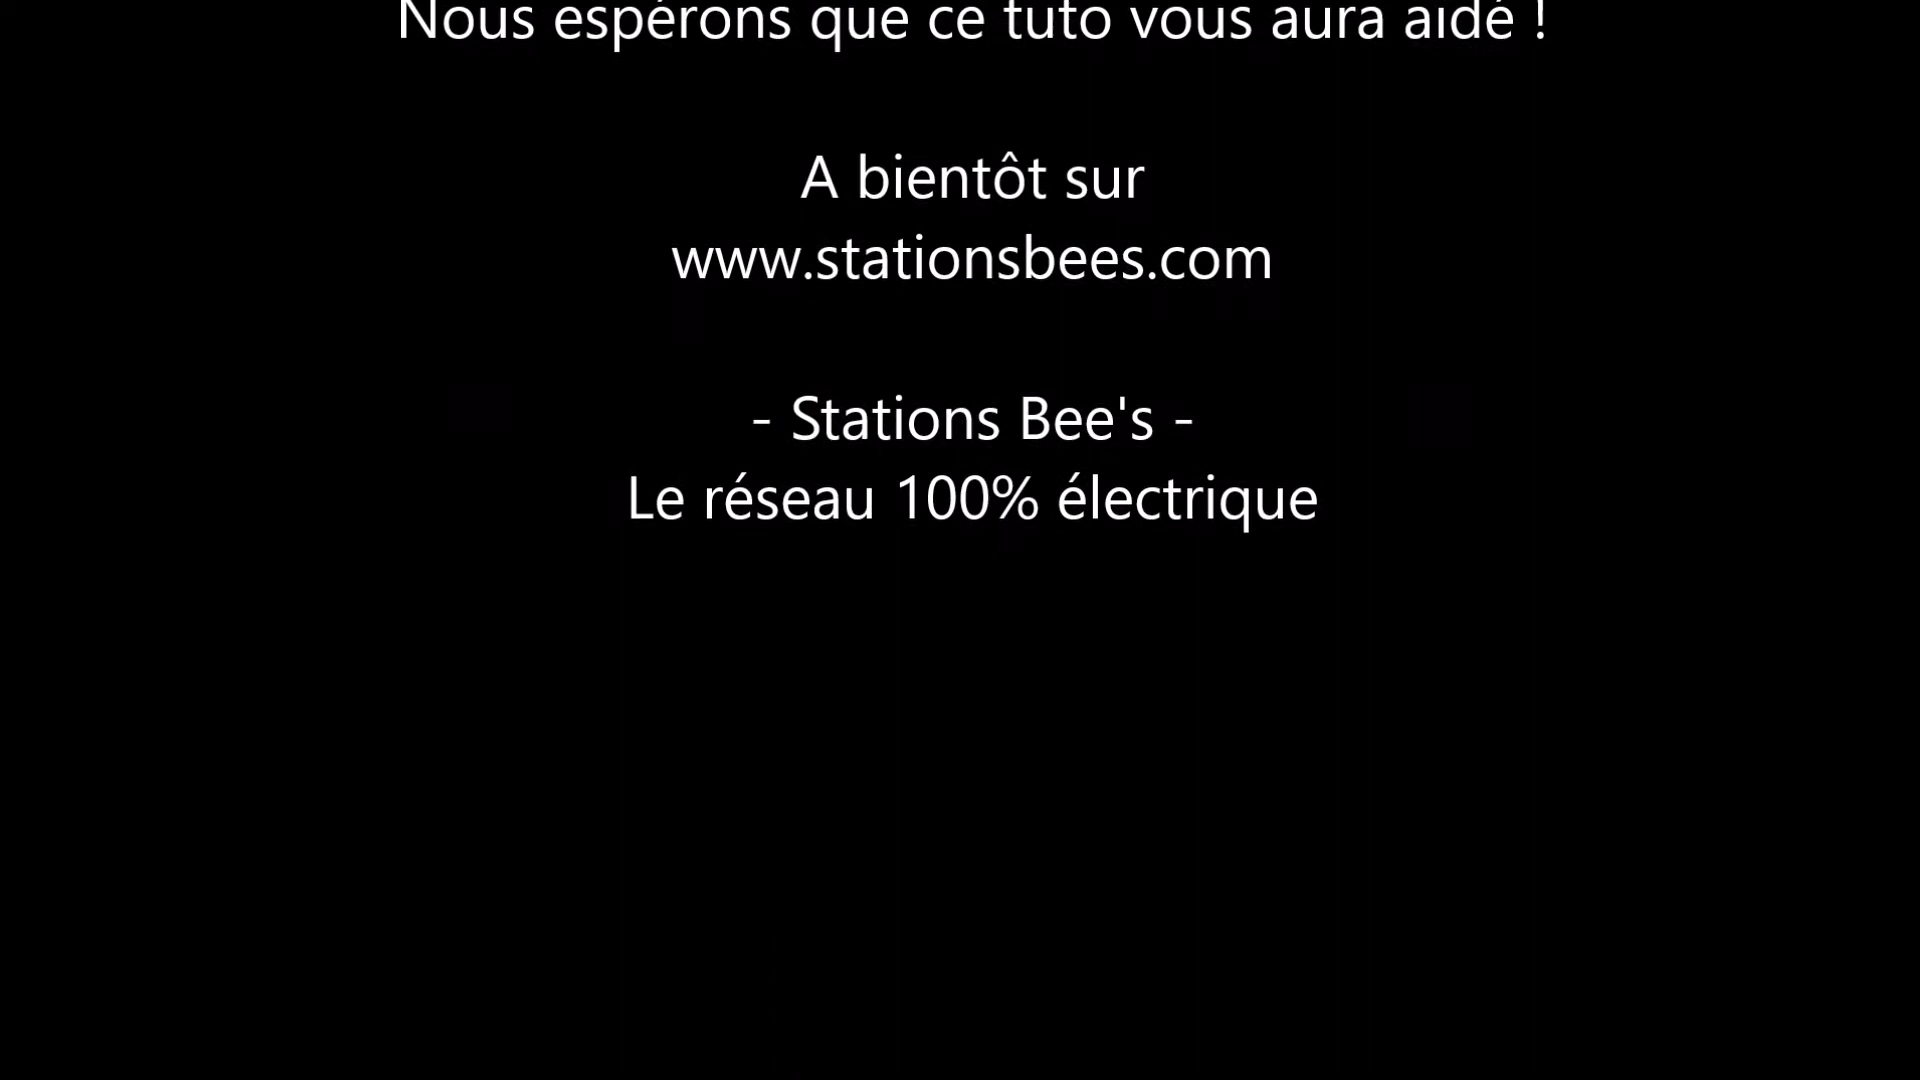 Nous espérons que ce tuto vous aura aidé !
A bientôt sur
www.stationsbees.com
- Stations Bee's -
Le réseau 100% électrique